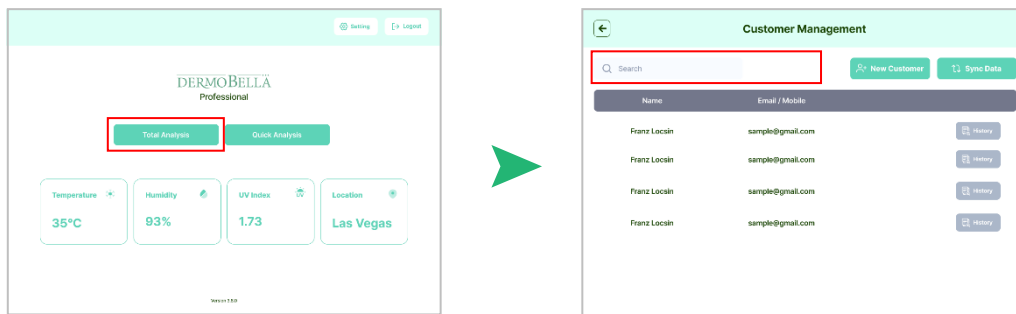 Setting
Logout
DERMOBELLA
Professional
Total Analysis
Quick Analysis
Temperature
Humidity
UV Index
UV
Location
35°C
93%
1.73
Las Vegas
Customer Management
Search
New Customer
Sync Data
Name
Email / Mobile
Franz Locsin
sample@gmail.com
History
Franz Locsin
sample@gmail.com
History
Franz Locsin
sample@gmail.com
History
Franz Locsin
sample@gmail.com
History